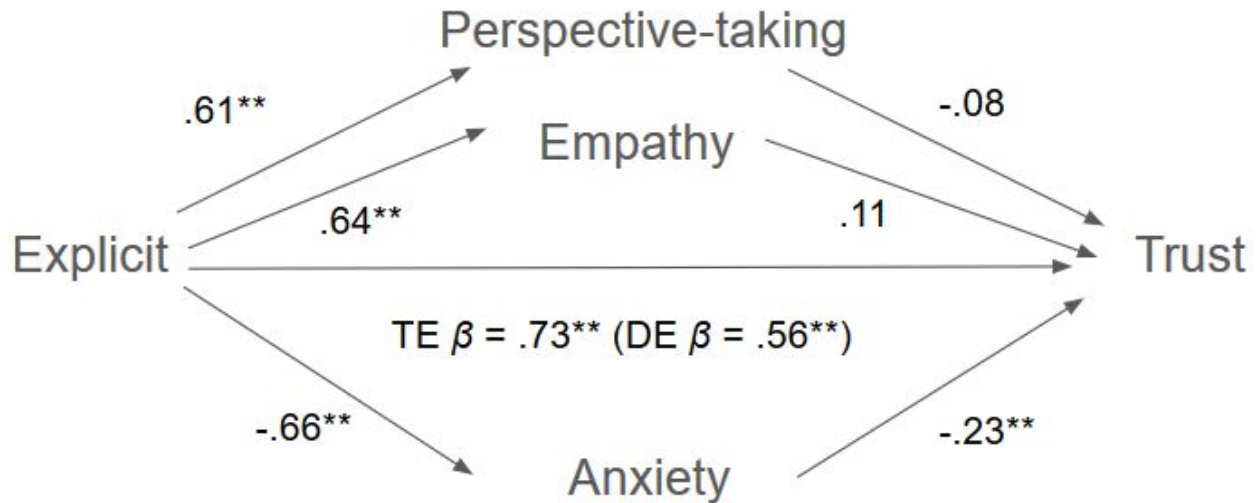 Perspective-taking
.61**
-.08
Empathy
.64**
.11
Explicit
Trust
TE β = .73** (DE β = .56**)
-.66**
-.23**
Anxiety